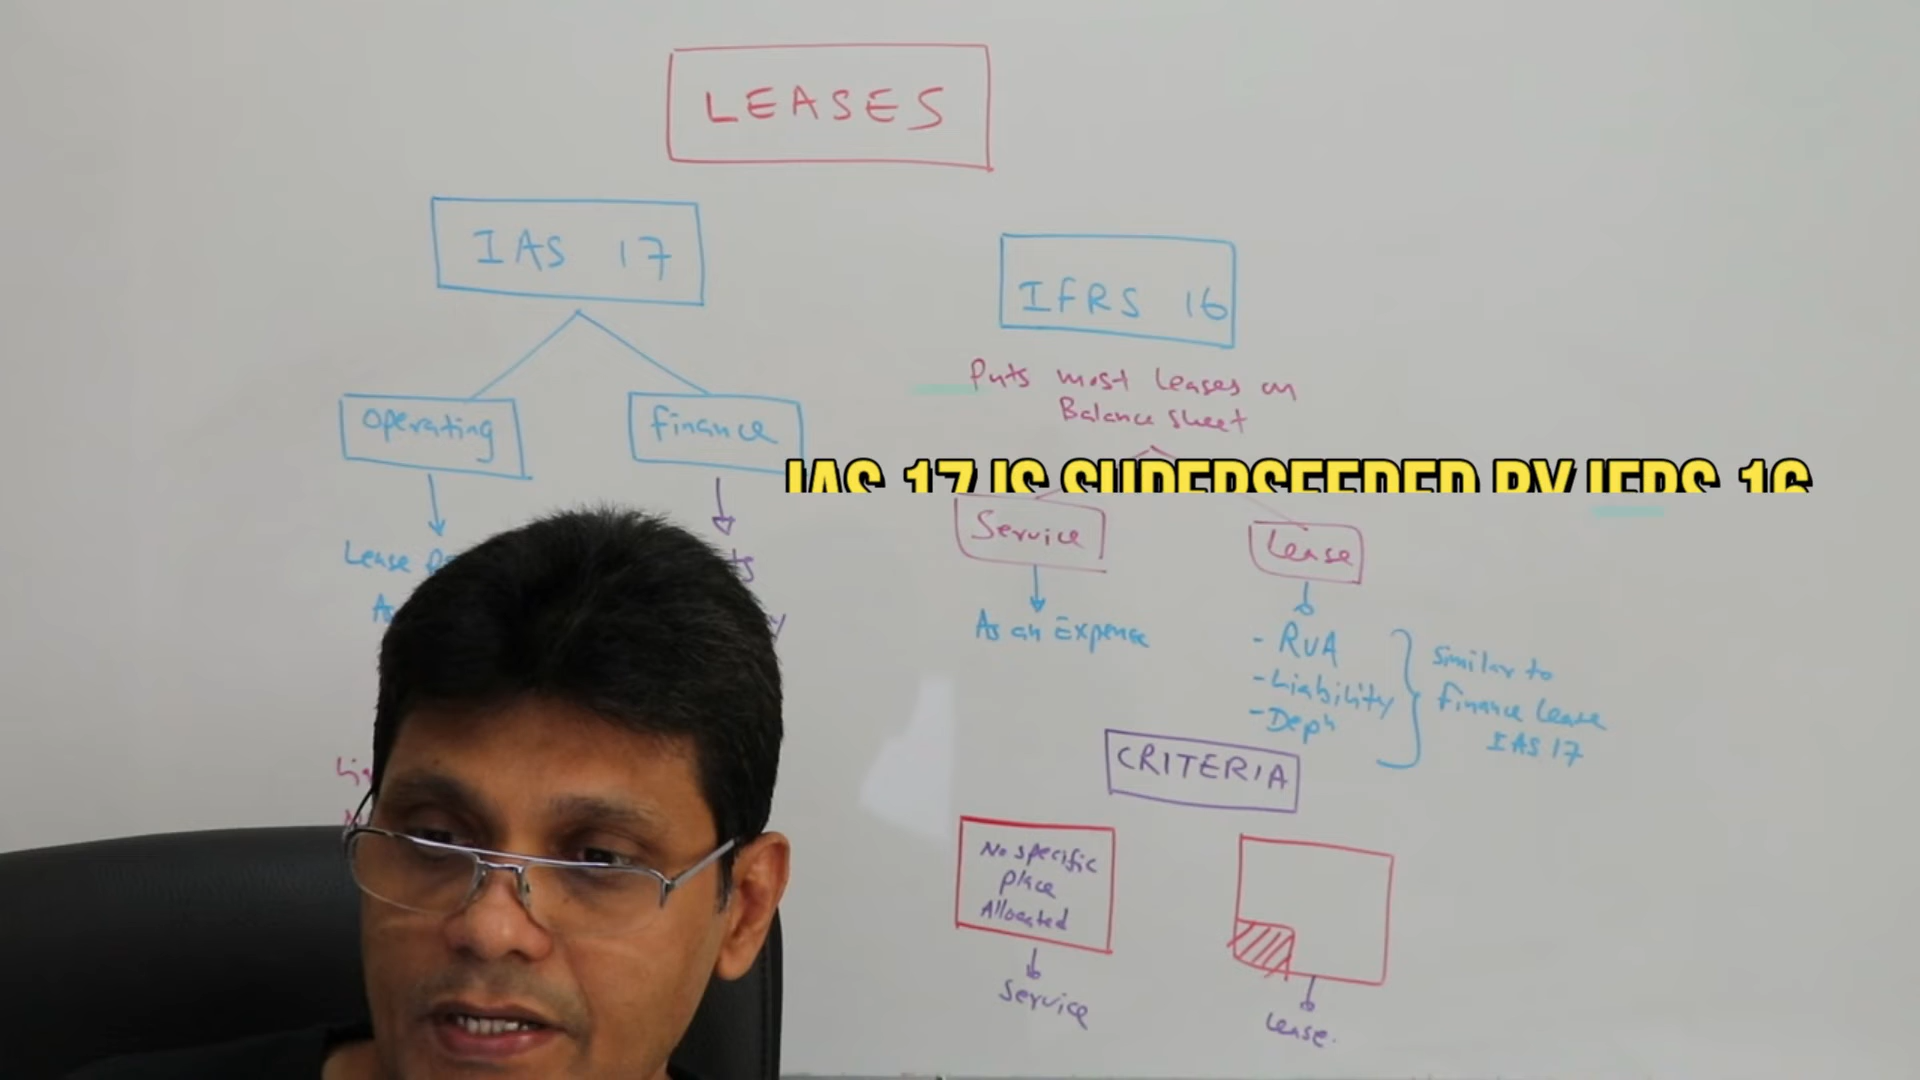 LEASES
IAS 17
IFRS 16
Puts most Leases on
Balance sheet
operating
finance
IAS 17 IS SUPERSEEDED BY IFRS 16
Service
Lease
Lease
As an Expense
- RUA
- Liability
- Depn
Similar to
finance lease
IAS 17
CRITERIA
No specific
place
Allocated
Service
Lease.